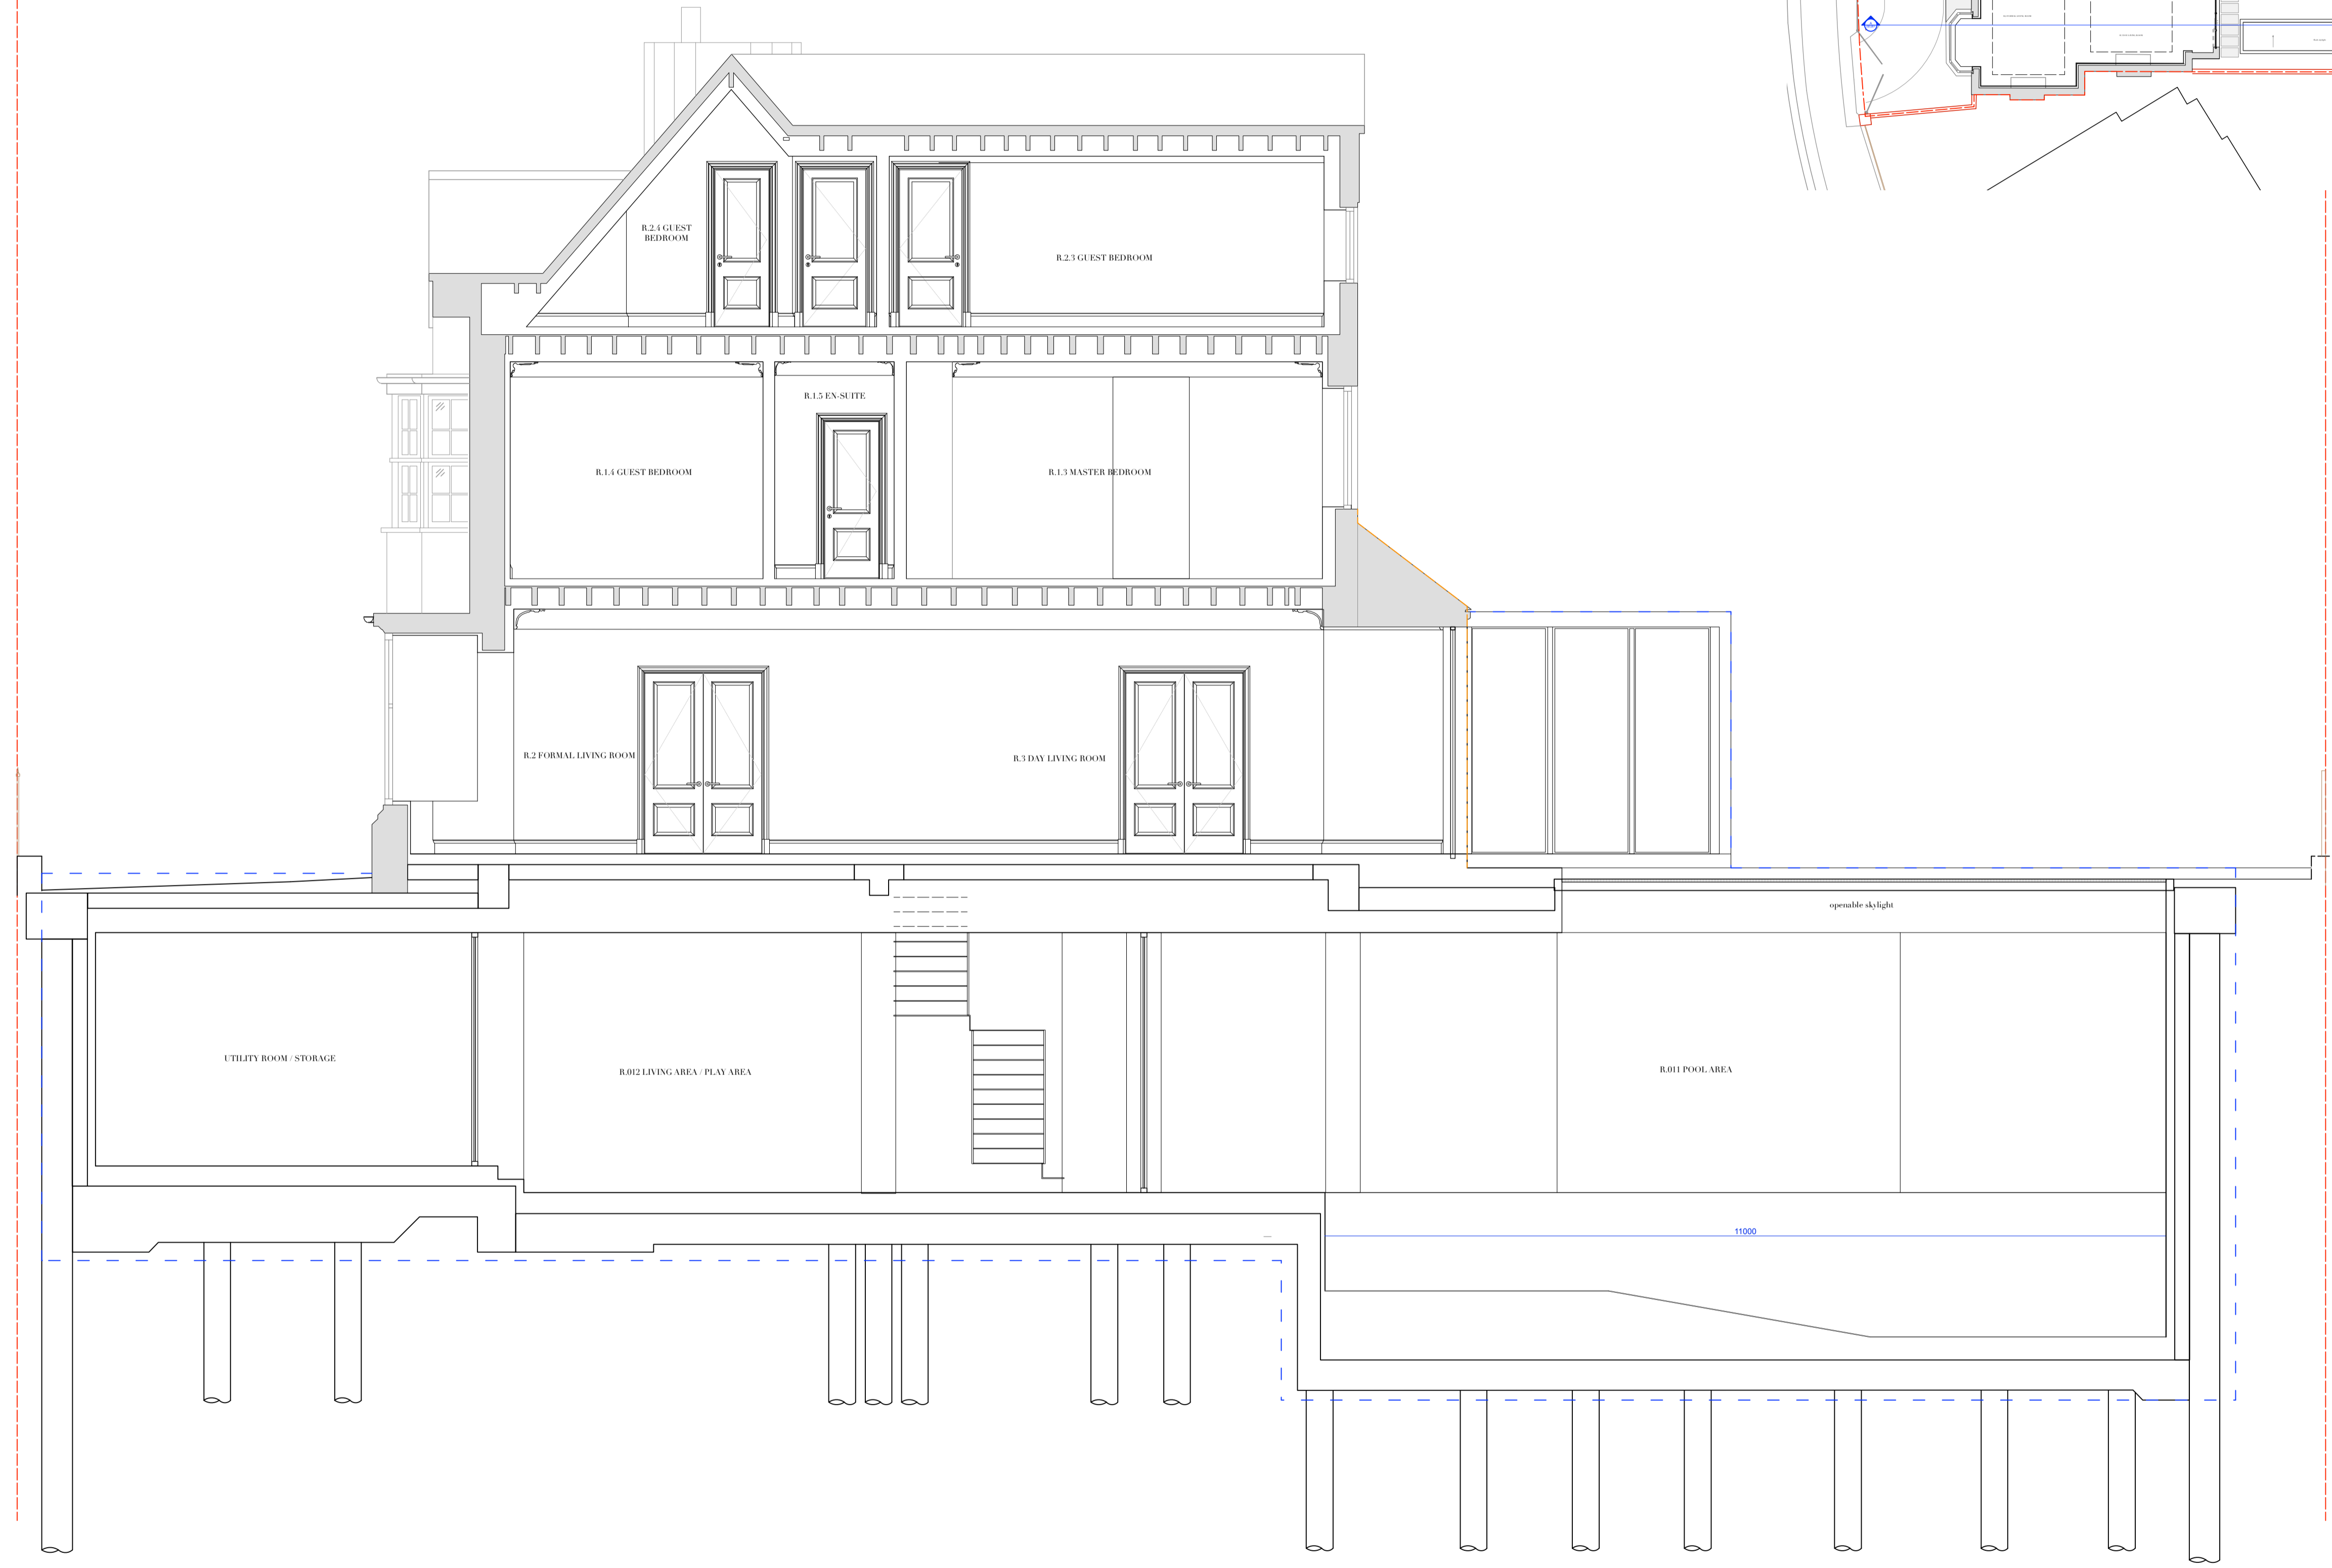 R.2.4 GUEST
BEDROOM
R.2.3 GUEST BEDROOM
R.1.5 EN-SUITE
R.1.4 GUEST BEDROOM
R.1.3 MASTER BEDROOM
R.2 FORMAL LIVING ROOM
R.3 DAY LIVING ROOM
openable skylight
UTILITY ROOM / STORAGE
R.012 LIVING AREA / PLAY AREA
R.011 POOL AREA
11000